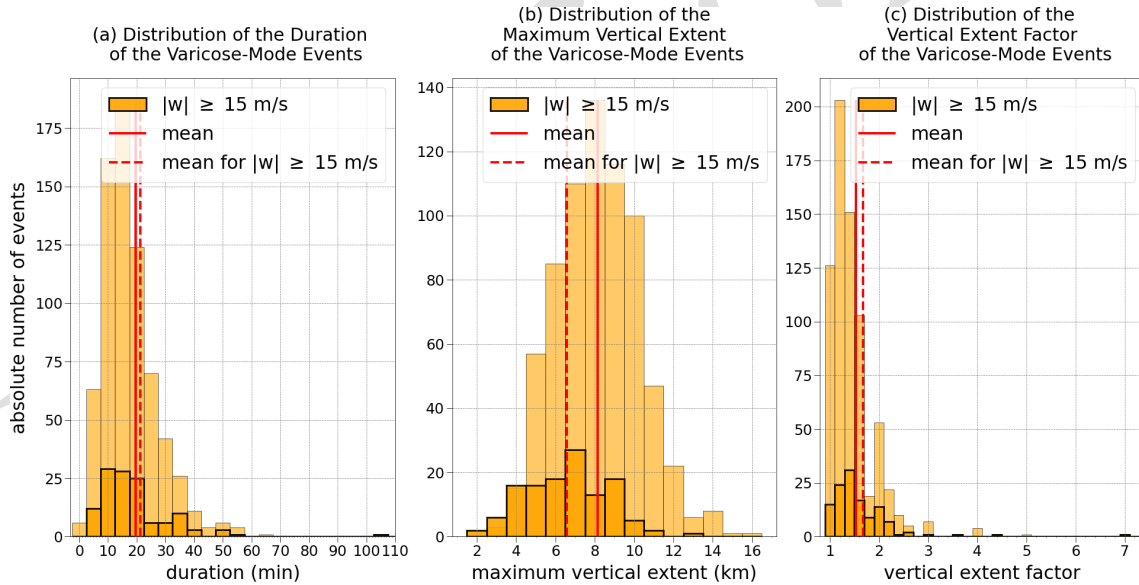 (a) Distribution of the Duration
of the Varicose-Mode Events
(b) Distribution of the
Maximum Vertical Extent
of the Varicose-Mode Events
(c) Distribution of the
Vertical Extent Factor
of the Varicose-Mode Events
absolute number of events
175
150
125
100
75
50
25
0
|w| ≥ 15 m/s
mean
mean for |w| ≥ 15 m/s
0 10 20 30 40 50 60 70 80 90 100110
duration (min)
140
120
100
80
60
40
20
0
|w| ≥ 15 m/s
mean
mean for |w| ≥ 15 m/s
2 4 6 8 10 12 14 16
maximum vertical extent (km)
200
175
150
125
100
75
50
25
0
|w| ≥ 15 m/s
mean
mean for |w| ≥ 15 m/s
1 2 3 4 5 6 7
vertical extent factor